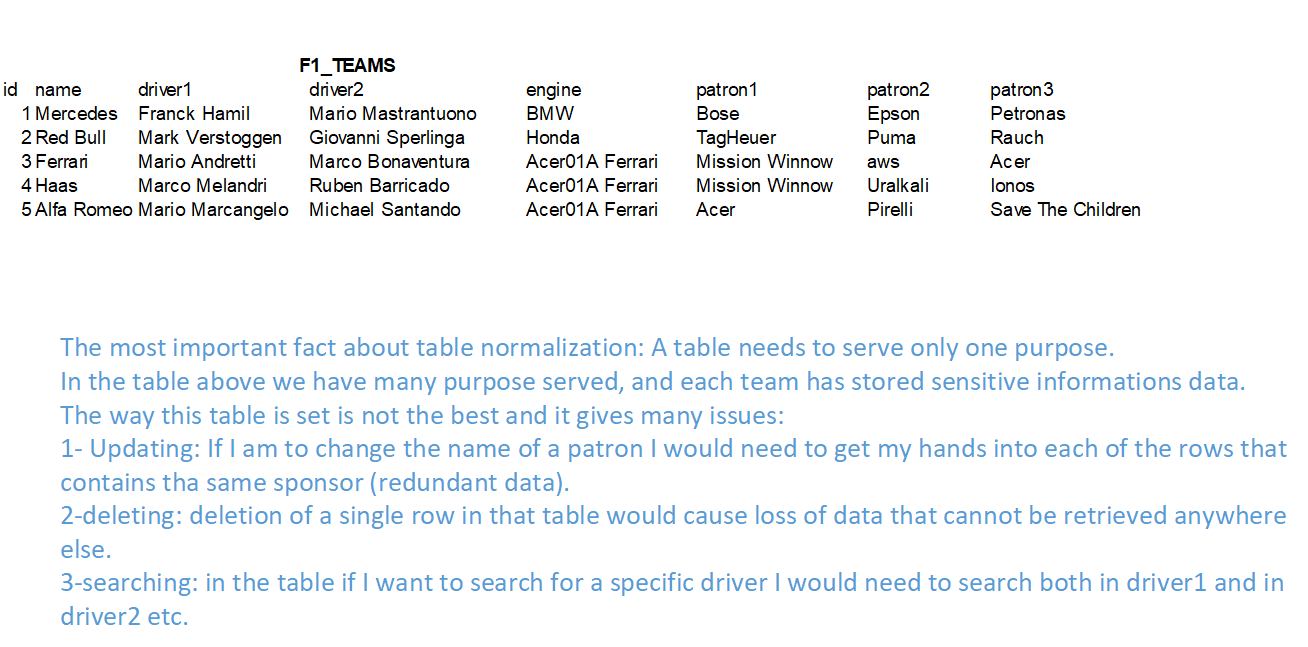 F1_TEAMS
id name driver1 driver2 engine patron1 patron2 patron3
1 Mercedes Franck Hamil Mario Mastrantuono BMW Bose Epson Petronas
2 Red Bull Mark Verstoggen Giovanni Sperlinga Honda TagHeuer Puma Rauch
3 Ferrari Mario Andretti Marco Bonaventura Acer01A Ferrari Mission Winnow aws Acer
4 Haas Marco Melandri Ruben Barricado Acer01A Ferrari Mission Winnow Uralkali Ionos
5 Alfa Romeo Mario Marcangelo Michael Santando Acer01A Ferrari Acer Pirelli Save The Children
The most important fact about table normalization: A table needs to serve only one purpose.
In the table above we have many purpose served, and each team has stored sensitive informations data.
The way this table is set is not the best and it gives many issues:
1- Updating: If I am to change the name of a patron I would need to get my hands into each of the rows that
contains tha same sponsor (redundant data).
2-deleting: deletion of a single row in that table would cause loss of data that cannot be retrieved anywhere
else.
3-searching: in the table if I want to search for a specific driver I would need to search both in driver1 and in
driver2 etc.